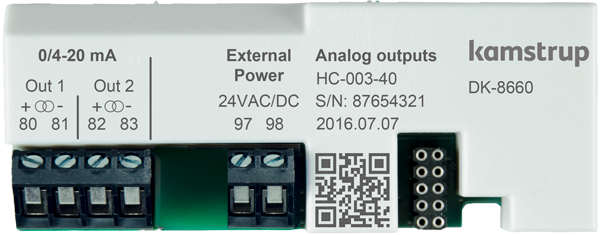 0/4-20 mA
Out 1 Out 2
+ - + -
80 81 82 83
External
Power
24VAC/DC
97 98
Analog outputs
HC-003-40
S/N: 87654321
2016.07.07
kamstrup
DK-8660